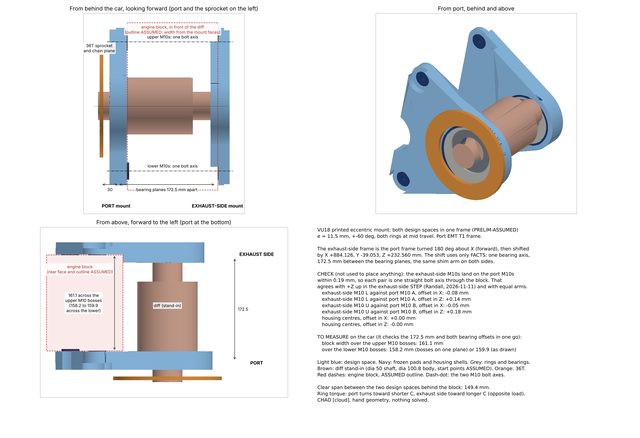 From behind the car, looking forward (port and the sprocket on the left)
engine block, in front of the diff
(outline ASSUMED: width from the mount faces)
upper M10s: one bolt axis
36T sprocket
and chain plane
lower M10s: one bolt axis
30
bearing planes 172.5 mm apart
PORT mount
EXHAUST-SIDE mount
From port, behind and above
From above, forward to the left (port at the bottom)
EXHAUST SIDE
engine block
(rear face and outline ASSUMED)
161.1 across the
upper M10 bosses
(158.2 to 159.9
across the lower)
diff (stand-in)
172.5
PORT
VU18 printed eccentric mount: both design spaces in one frame (PRELIM-ASSUMED)
e = 11.5 mm, +-60 deg, both rings at mid travel. Port EMT T1 frame.
The exhaust-side frame is the port frame turned 180 deg about X (forward), then shifted
by X +884.126, Y -39.053, Z +232.560 mm. The shift uses only FACTS: one bearing axis,
172.5 mm between the bearing planes, the same shim arm on both sides.
CHECK (not used to place anything): the exhaust-side M10s land on the port M10s
within 0.19 mm, so each pair is one straight bolt axis through the block. That
agrees with +Z up in the exhaust-side STEP (Randall, 2026-11-11) and with equal arms.
exhaust-side M10 L against port M10 A, offset in X: -0.08 mm
exhaust-side M10 L against port M10 A, offset in Z: +0.14 mm
exhaust-side M10 U against port M10 B, offset in X: -0.05 mm
exhaust-side M10 U against port M10 B, offset in Z: +0.18 mm
housing centres, offset in X: +0.00 mm
housing centres, offset in Z: -0.00 mm
TO MEASURE on the car (it checks the 172.5 mm and both bearing offsets in one go):
block width over the upper M10 bosses: 161.1 mm
over the lower M10 bosses: 158.2 mm (bosses on one plane) or 159.9 (as drawn)
Light blue: design space. Navy: frozen pads and housing shells. Grey: rings and bearings.
Brown: diff stand-in (dia 50 shaft, dia 100.8 body, start points ASSUMED). Orange: 36T.
Red dashes: engine block, ASSUMED outline. Dash-dot: the two M10 bolt axes.
Clear span between the two design spaces behind the block: 149.4 mm.
Ring torque: port turns toward shorter C, exhaust side toward longer C (opposite load).
CHAD [cloud], hand geometry, nothing solved.